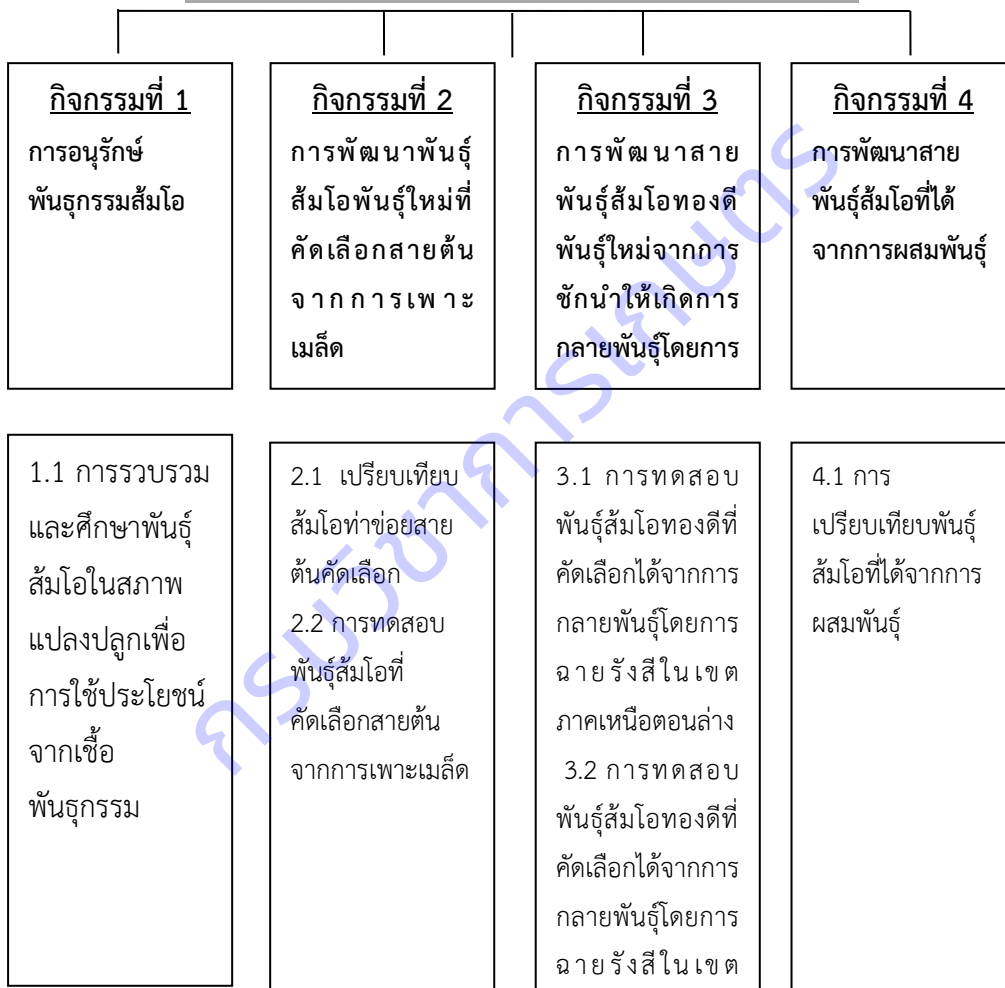 กิจกรรมที่ 1
การอนุรักษ์
พันธุกรรมส้มโอ
กิจกรรมที่ 2
การพัฒนาพันธุ์
ส้มโอพันธุ์ใหม่ที่
คัดเลือกสายต้น
จากการเพาะ
เมล็ด
กิจกรรมที่ 3
การพัฒนาสาย
พันธุ์ส้มโอทองดี
พันธุ์ใหม่จากการ
ชักนำให้เกิดการ
กลายพันธุ์โดยการ
กิจกรรมที่ 4
การพัฒนาสาย
พันธุ์ส้มโอที่ได้
จากการผสมพันธุ์
1.1 การรวบรวม
และศึกษาพันธุ์
ส้มโอในสภาพ
แปลงปลูกเพื่อ
การใช้ประโยชน์
จากเชื้อ
พันธุกรรม
2.1 เปรียบเทียบ
ส้มโอท่าข่อยสาย
ต้นคัดเลือก
2.2 การทดสอบ
พันธุ์ส้มโอที่
คัดเลือกสายต้น
จากการเพาะเมล็ด
3.1 การทดสอบ
พันธุ์ส้มโอทองดีที่
คัดเลือกได้จากการ
กลายพันธุ์โดยการ
ฉายรังสีในเขต
ภาคเหนือตอนล่าง
3.2 การทดสอบ
พันธุ์ส้มโอทองดีที่
คัดเลือกได้จากการ
กลายพันธุ์โดยการ
ฉายรังสีในเขต
4.1 การ
เปรียบเทียบพันธุ์
ส้มโอที่ได้จากการ
ผสมพันธุ์
กรมวิชาการเกษตร